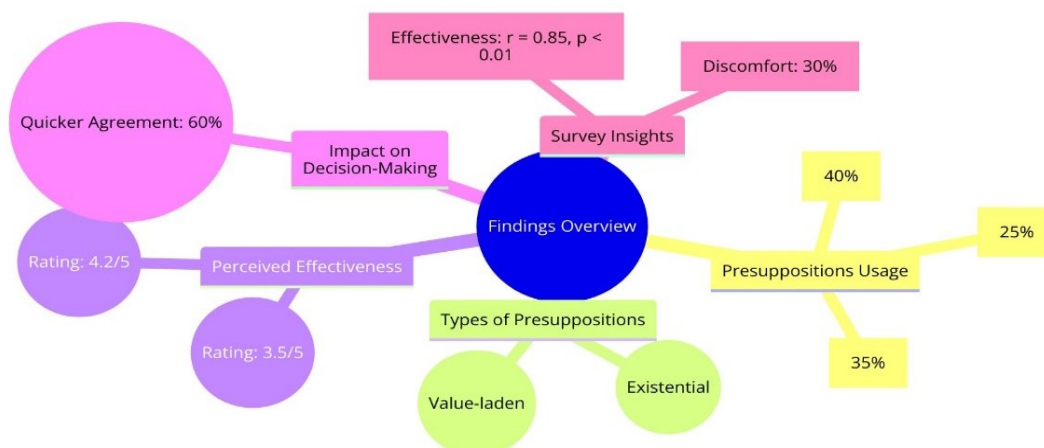 Effectiveness: r = 0.85, p <
0.01
Discomfort: 30%
Survey Insights
Quicker Agreement: 60%
Impact on
Decision-Making
Findings Overview
Rating: 4.2/5
Perceived Effectiveness
Rating: 3.5/5
40%
25%
Presuppositions Usage
35%
Types of Presuppositions
Value-laden
Existential